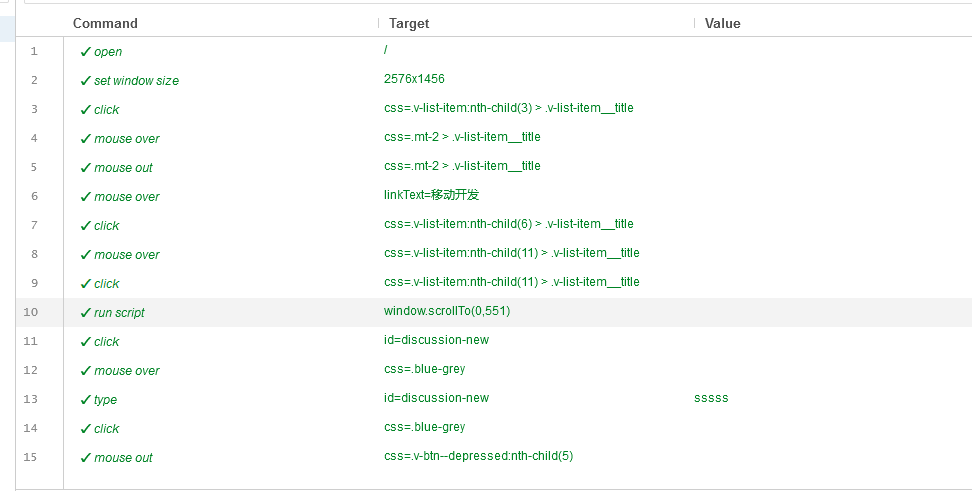 Command Target Value
1 ✓ open /
2 ✓ set window size 2576x1456
3 ✓ click css=.v-list-item:nth-child(3) > .v-list-item__title
4 ✓ mouse over css=.mt-2 > .v-list-item__title
5 ✓ mouse out css=.mt-2 > .v-list-item__title
6 ✓ mouse over linkText=移动开发
7 ✓ click css=.v-list-item:nth-child(6) > .v-list-item__title
8 ✓ mouse over css=.v-list-item:nth-child(11) > .v-list-item__title
9 ✓ click css=.v-list-item:nth-child(11) > .v-list-item__title
10 ✓ run script window.scrollTo(0,551)
11 ✓ click id=discussion-new
12 ✓ mouse over css=.blue-grey
13 ✓ type id=discussion-new sssss
14 ✓ click css=.blue-grey
15 ✓ mouse out css=.v-btn--depressed:nth-child(5)